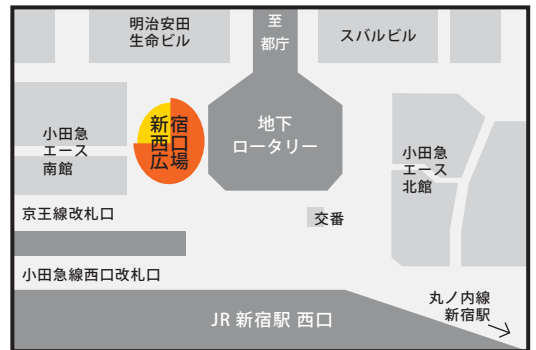 明治安田
生命ビル
至
都庁
スバルビル
新宿
西口
広場
地下
ロータリー
小田急
エース
南館
小田急
エース
北館
京王線改札口
交番
小田急線西口改札口
丸ノ内線
新宿駅
JR 新宿駅 西口